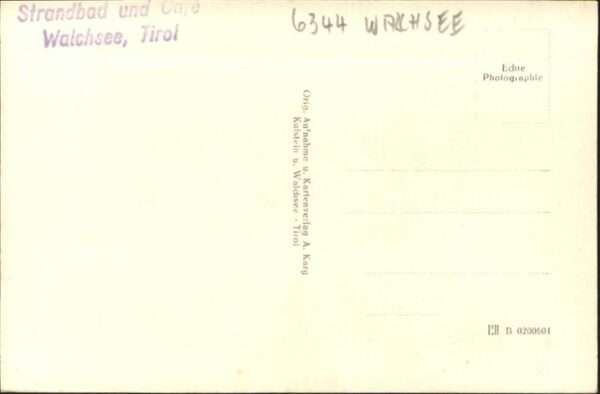 Strandbad und Café
Walchsee, Tirol
6344 WALCHSEE
Echte
Photographie
Orig. Aufnahme u. Kartenverlag A. Karg
Kufstein u. Walchsee - Tirol
B 0200601